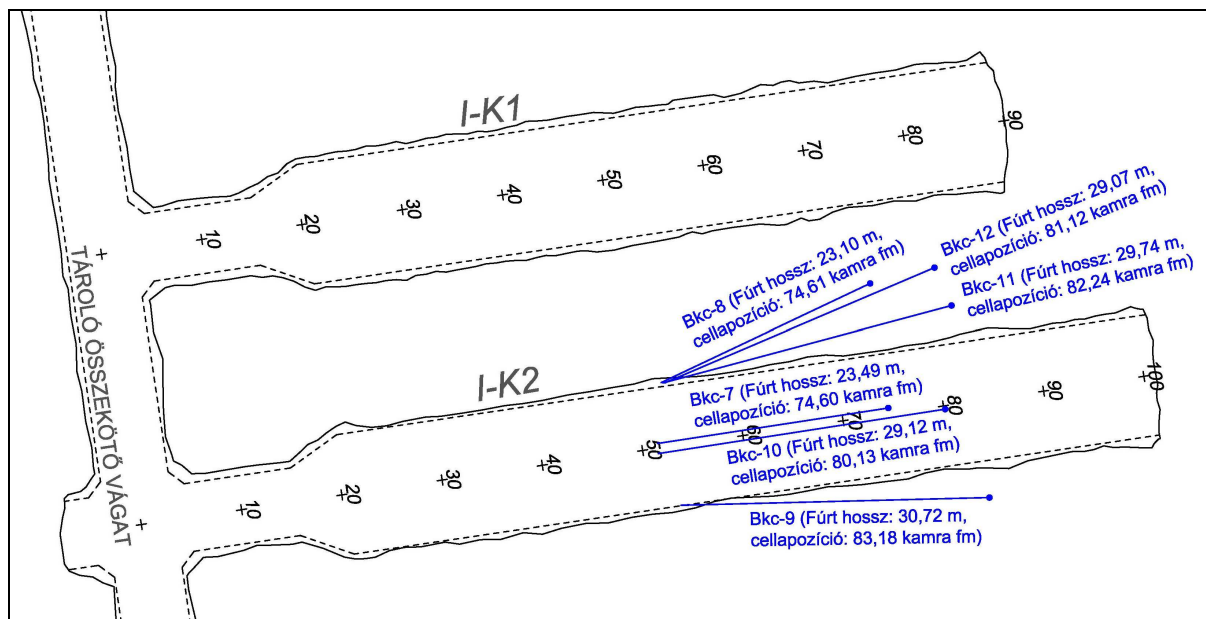 I-K1
10
20
30
40
50
60
70
80
90
TÁROLÓ ÖSSZEKÖTŐ VÁGAT
Bkc-8 (Fúrt hossz: 23,10 m,
cellapozíció: 74,61 kamra fm)
Bkc-12 (Fúrt hossz: 29,07 m,
cellapozíció: 81,12 kamra fm)
Bkc-11 (Fúrt hossz: 29,74 m,
cellapozíció: 82,24 kamra fm)
I-K2
10
20
30
40
50
60
70
80
90
100
Bkc-7 (Fúrt hossz: 23,49 m,
cellapozíció: 74,60 kamra fm)
Bkc-10 (Fúrt hossz: 29,12 m,
cellapozíció: 80,13 kamra fm)
Bkc-9 (Fúrt hossz: 30,72 m,
cellapozíció: 83,18 kamra fm)